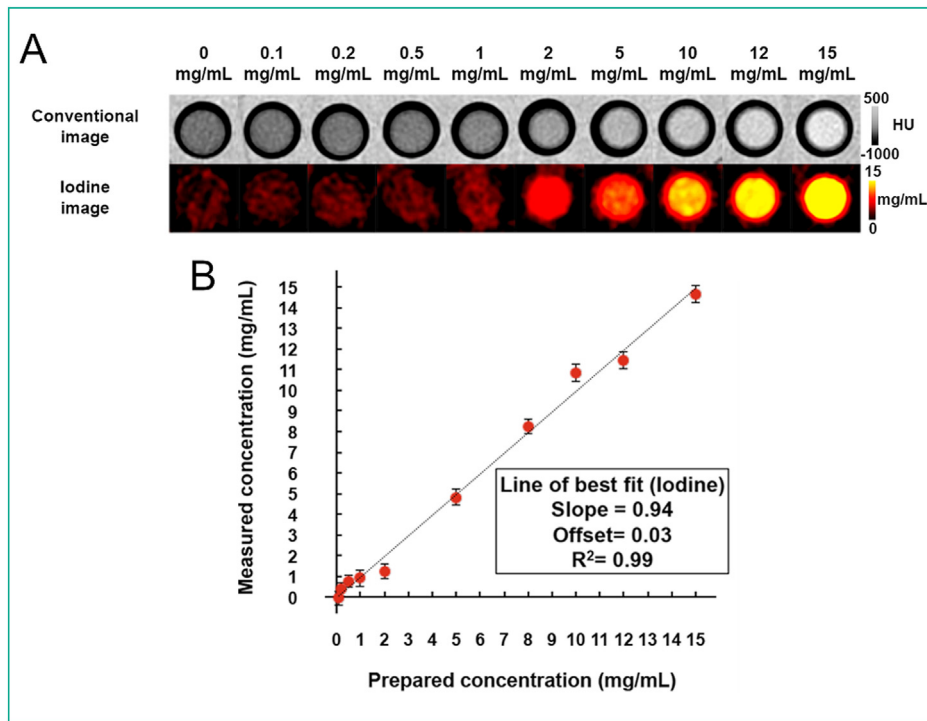 A
0 0.1 0.2 0.5 1 2 5 10 12 15
mg/mL mg/mL mg/mL mg/mL mg/mL mg/mL mg/mL mg/mL mg/mL mg/mL
Conventional
image
500
HU
-1000
Iodine
image
15
mg/mL
0
B
Measured concentration (mg/mL)
15
14
13
12
11
10
9
8
7
6
5
4
3
2
1
0
Line of best fit (Iodine)
Slope = 0.94
Offset= 0.03
R²= 0.99
0 1 2 3 4 5 6 7 8 9 10 11 12 13 14 15
Prepared concentration (mg/mL)